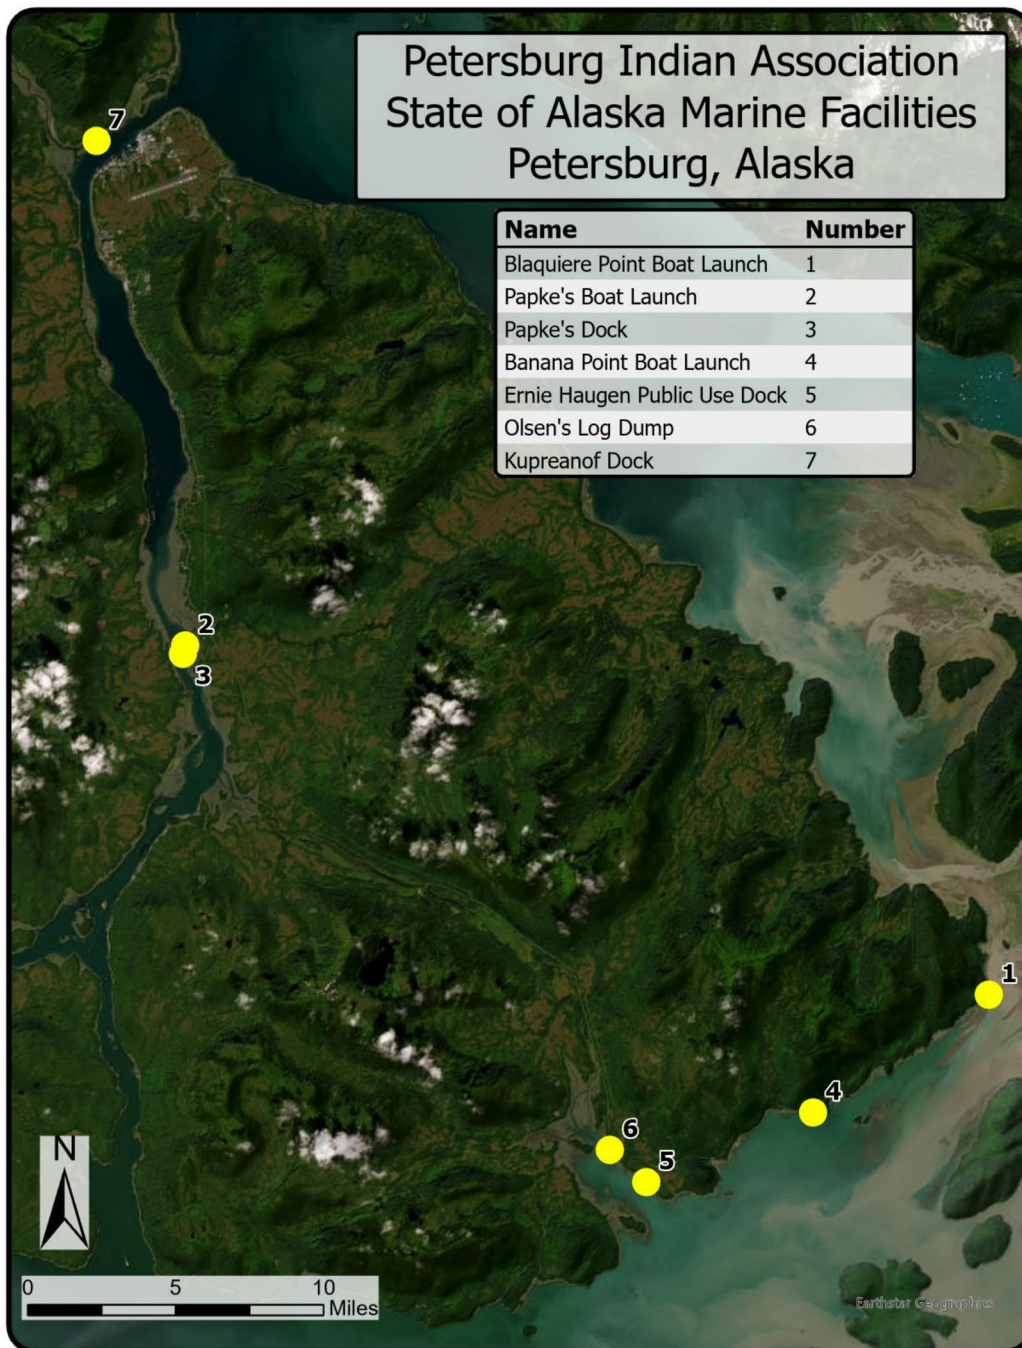 Petersburg Indian Association
State of Alaska Marine Facilities
Petersburg, Alaska
Name Number
Blaquiere Point Boat Launch 1
Papke's Boat Launch 2
Papke's Dock 3
Banana Point Boat Launch 4
Ernie Haugen Public Use Dock 5
Olsen's Log Dump 6
Kupreanof Dock 7
7
2
3
1
4
6
5
N
0 5 10
Miles
Earthstar Geographics